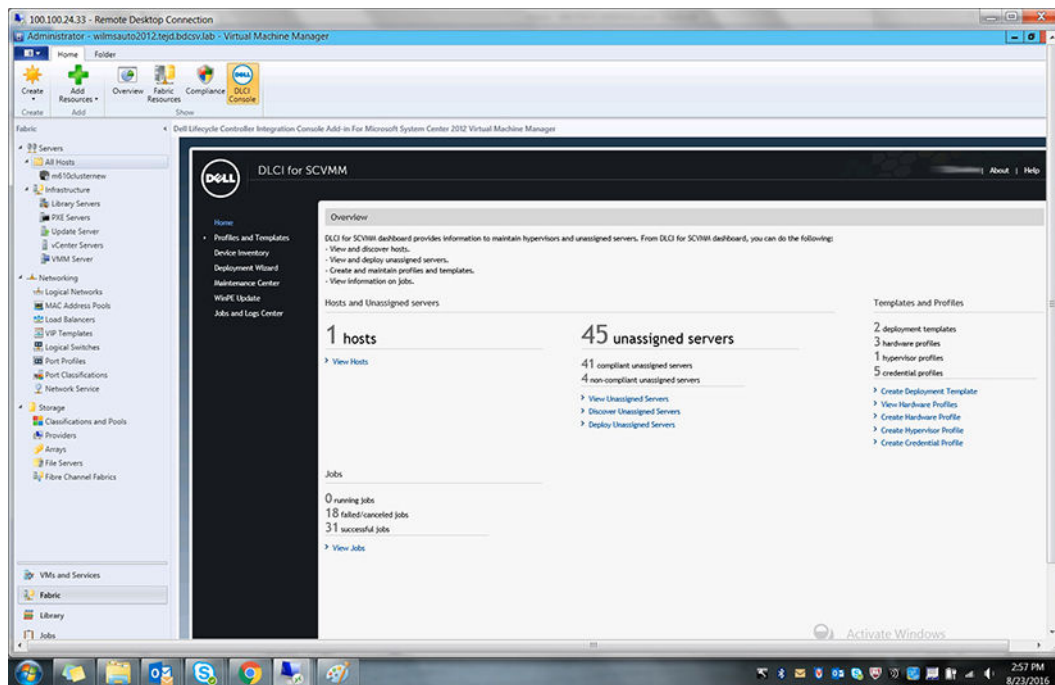 100.100.24.33 - Remote Desktop Connection
Administrator - wilmsauto2012.tejd.bdcsv.lab - Virtual Machine Manager
Home Folder
Create
Add Resources
Overview
Fabric Resources
Compliance
DELL
DLCI Console
Create Add Show
Fabric
Dell Lifecycle Controller Integration Console Add-in For Microsoft System Center 2012 Virtual Machine Manager
Servers
All Hosts
m610clusternew
Infrastructure
Library Servers
PXE Servers
Update Server
vCenter Servers
VMM Server
Networking
Logical Networks
MAC Address Pools
Load Balancers
VIP Templates
Logical Switches
Port Profiles
Port Classifications
Network Service
Storage
Classifications and Pools
Providers
Arrays
File Servers
Fibre Channel Fabrics
VMs and Services
Fabric
Library
Jobs
DELL
DLCI for SCVMM
About | Help
Home
Profiles and Templates
Device Inventory
Deployment Wizard
Maintenance Center
WinPE Update
Jobs and Logs Center
Overview
DLCI for SCVMM dashboard provides information to maintain hypervisors and unassigned servers. From DLCI for SCVMM dashboard, you can do the following:
- View and discover hosts.
- View and deploy unassigned servers.
- Create and maintain profiles and templates.
- View information on jobs.
Hosts and Unassigned servers
1 hosts
View Hosts
45 unassigned servers
41 compliant unassigned servers
4 non-compliant unassigned servers
View Unassigned Servers
Discover Unassigned Servers
Deploy Unassigned Servers
Templates and Profiles
2 deployment templates
3 hardware profiles
1 hypervisor profiles
5 credential profiles
Create Deployment Template
View Hardware Profiles
Create Hardware Profile
Create Hypervisor Profile
Create Credential Profile
Jobs
0 running jobs
18 failed/canceled jobs
31 successful jobs
View Jobs
Activate Windows
2:57 PM
8/23/2016